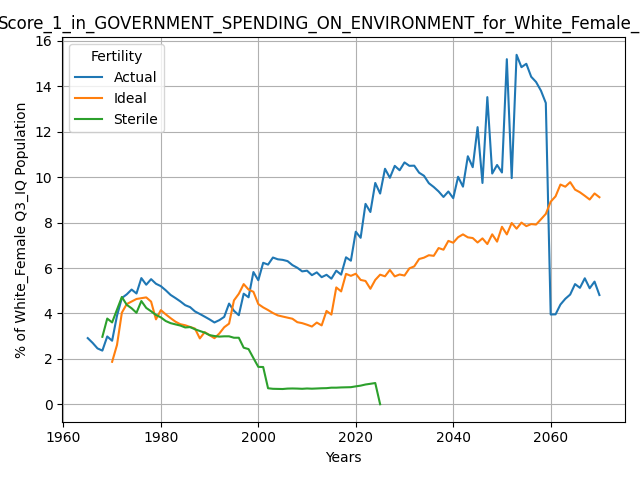 Score_1_in_GOVERNMENT_SPENDING_ON_ENVIRONMENT_for_White_Female_
Fertility
Actual
Ideal
Sterile
% of White_Female Q3_IQ Population
16
14
12
10
8
6
4
2
0
1960
1980
2000
2020
2040
2060
Years